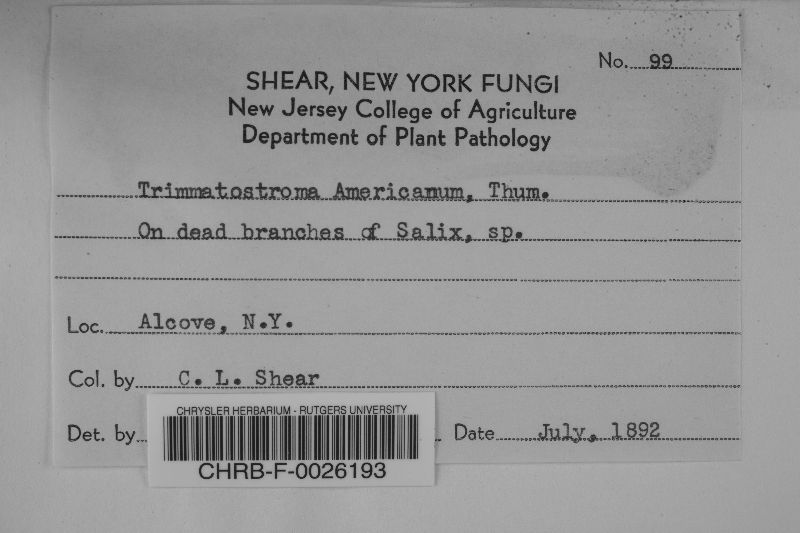 No. 99
SHEAR, NEW YORK FUNGI
New Jersey College of Agriculture
Department of Plant Pathology
Trimmatostroma Americanum, Thum.
On dead branches of Salix, sp.
Loc. Alcove, N.Y.
Col. by C. L. Shear
Det. by Date July, 1892
CHRYSLER HERBARIUM - RUTGERS UNIVERSITY
CHRB-F-0026193